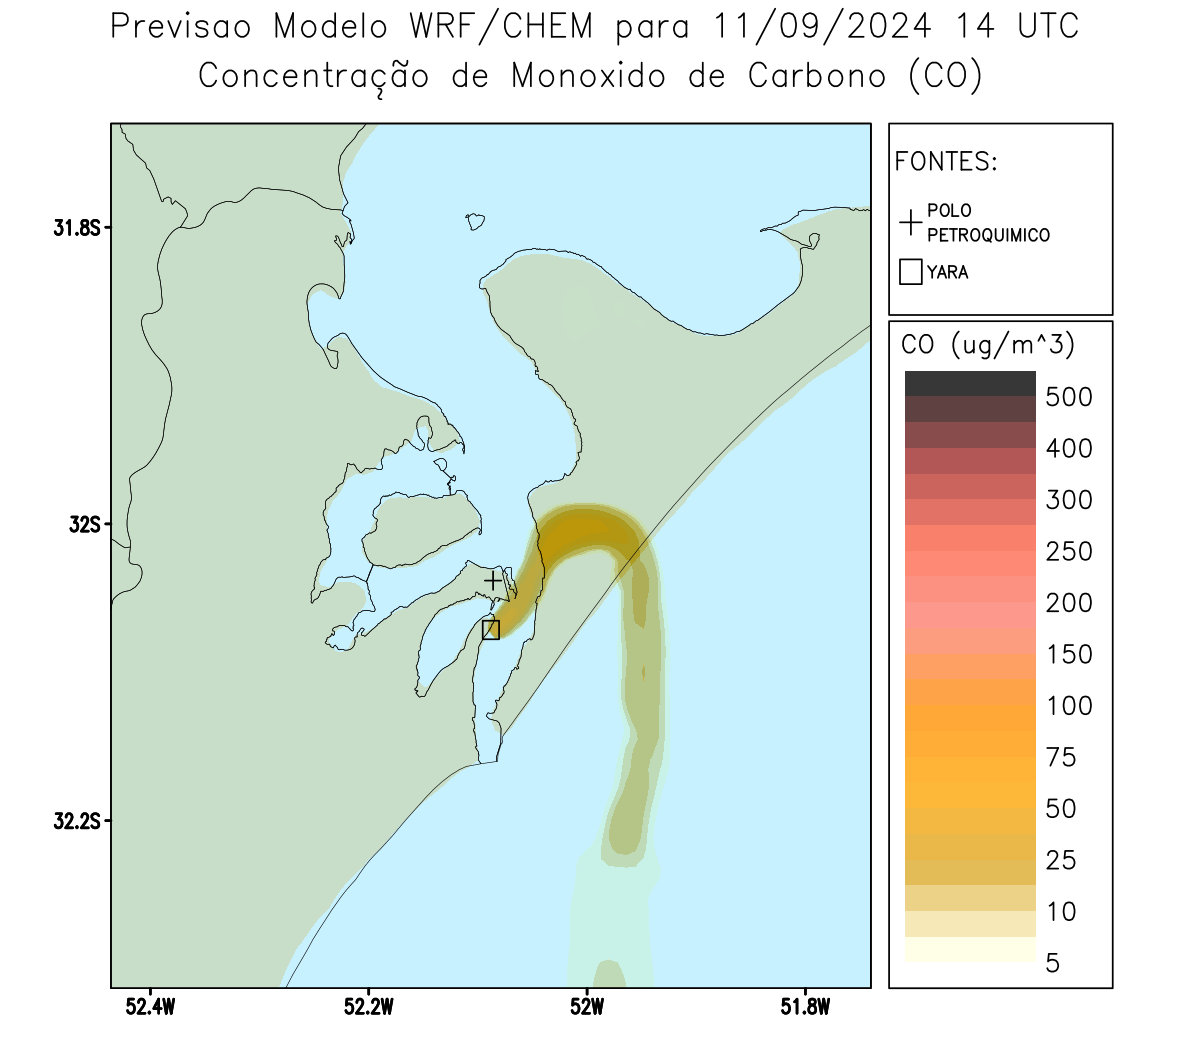 Previsao Modelo WRF/CHEM para 11/09/2024 14 UTC
Concentração de Monoxido de Carbono (CO)
FONTES:
POLO
PETROQUIMICO
YARA
CO (ug/m^3)
500
400
300
250
200
150
100
75
50
25
10
5
31.8S
32S
32.2S
52.4W
52.2W
52W
51.8W